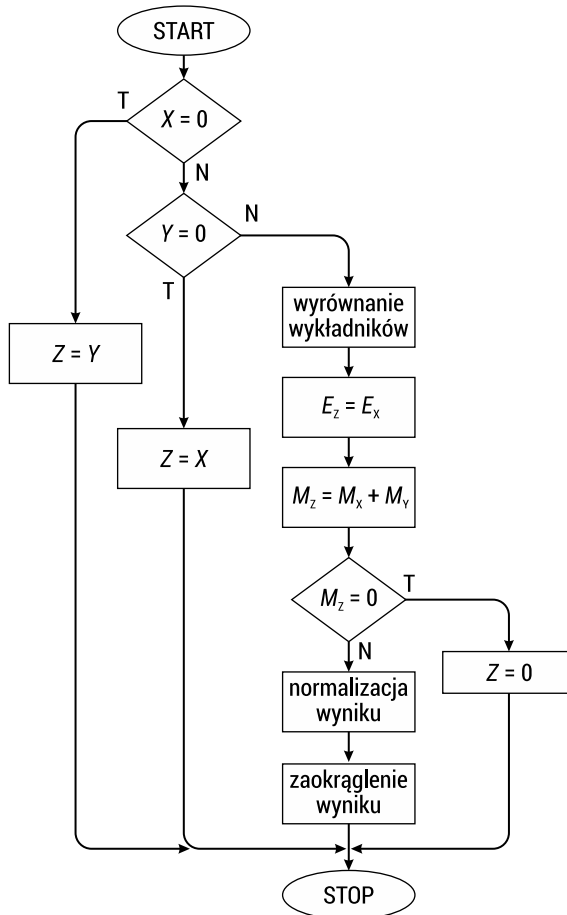 START
T
X = 0
N
Y = 0
N
T
wyrównanie
wykładników
Z = Y
E_Z = E_X
Z = X
M_Z = M_X + M_Y
M_Z = 0
T
N
Z = 0
normalizacja
wyniku
zaokrąglenie
wyniku
STOP